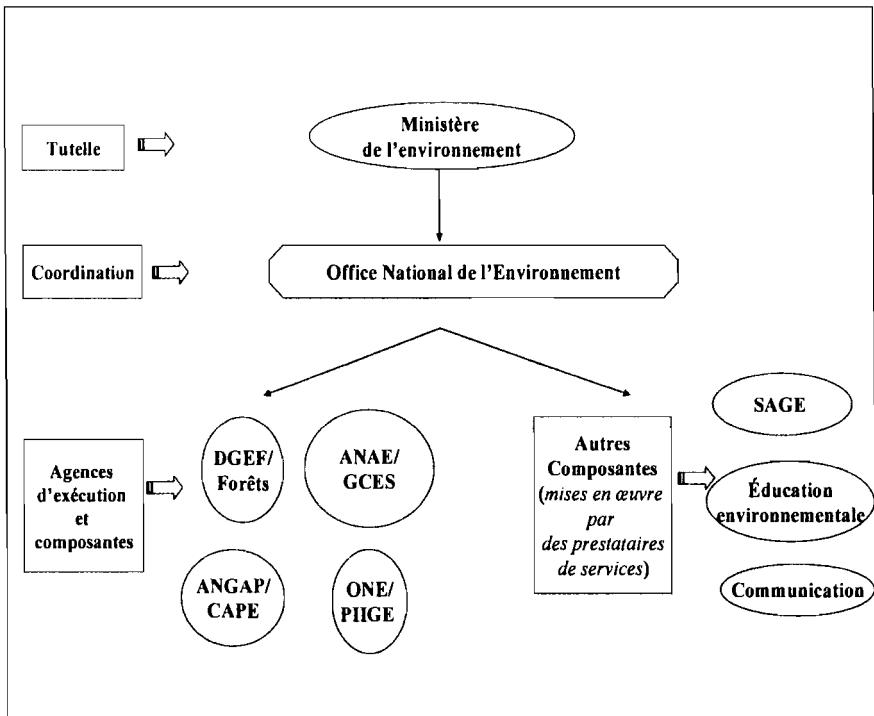 Tutelle
Ministère
de l'environnement
Coordination
Office National de l'Environnement
Agences
d'exécution
et
composantes
DGEF/
Forêts
ANAE/
GCES
ANGAP/
CAPE
ONE/
PIIGE
Autres
Composantes
(mises en œuvre
par
des prestataires
de services)
SAGE
Éducation
environnementale
Communication